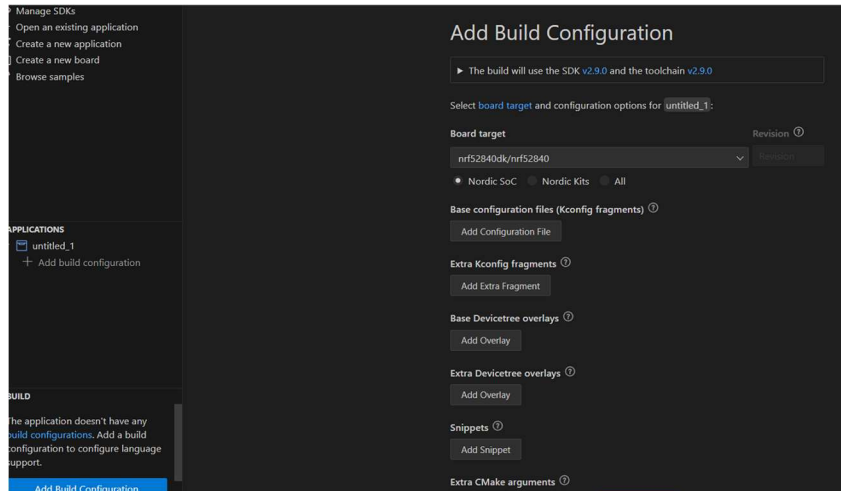 Manage SDKs
Open an existing application
Create a new application
Create a new board
Browse samples
APPLICATIONS
untitled_1
Add build configuration
BUILD
The application doesn't have any
build configurations. Add a build
configuration to configure language
support.
Add Build Configuration
Add Build Configuration
The build will use the SDK v2.9.0 and the toolchain v2.9.0
Select board target and configuration options for untitled_1:
Board target
Revision
nrf52840dk/nrf52840
Revision
Nordic SoC Nordic Kits All
Base configuration files (Kconfig fragments)
Add Configuration File
Extra Kconfig fragments
Add Extra Fragment
Base Devicetree overlays
Add Overlay
Extra Devicetree overlays
Add Overlay
Snippets
Add Snippet
Extra CMake arguments